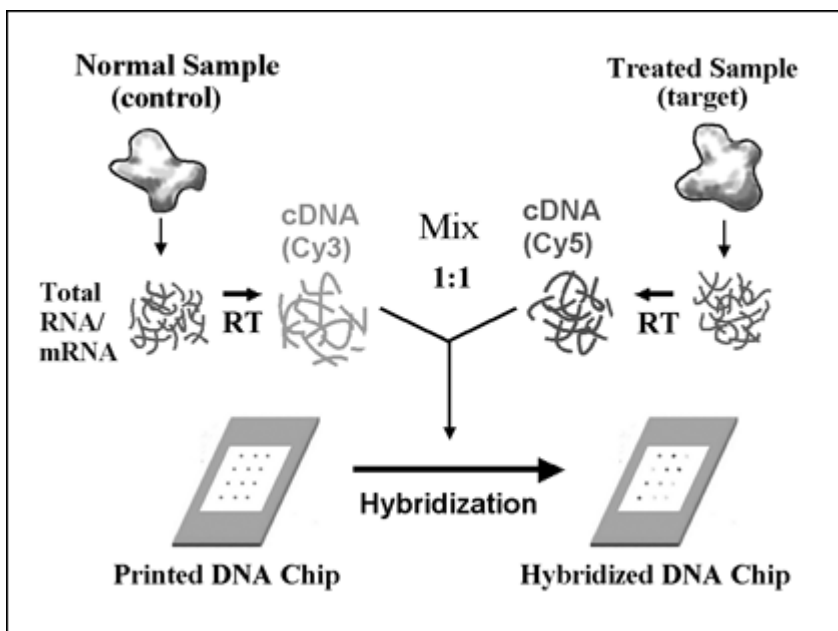 Normal Sample
(control)
Treated Sample
(target)
cDNA
(Cy3)
Mix
1:1
cDNA
(Cy5)
Total
RNA/
mRNA
RT
RT
Hybridization
Printed DNA Chip
Hybridized DNA Chip